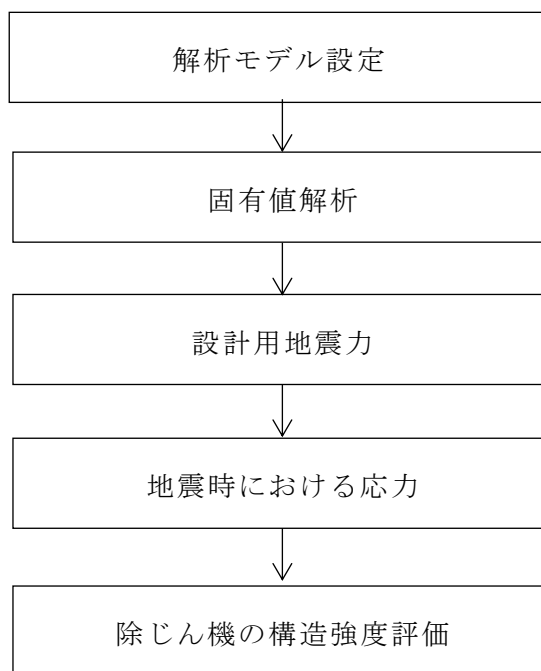 解析モデル設定
固有値解析
設計用地震力
地震時における応力
除じん機の構造強度評価